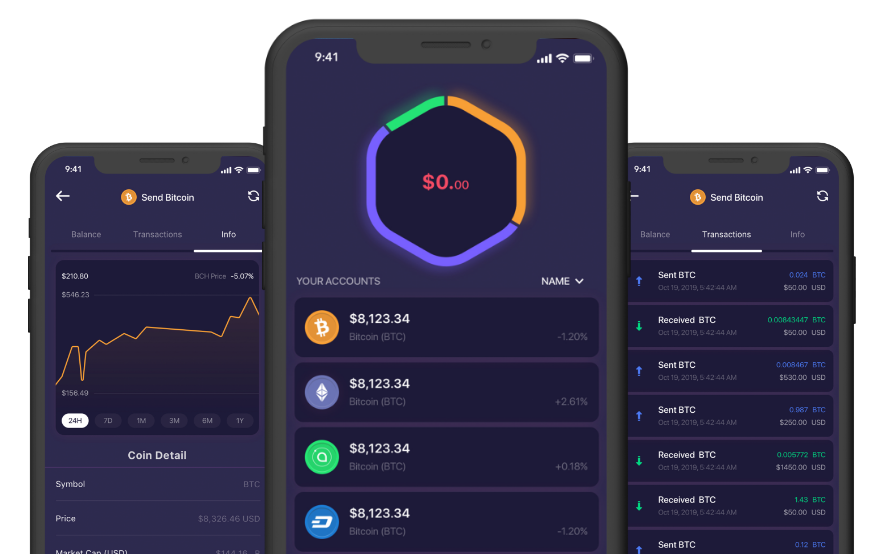 9:41
Send Bitcoin
Balance Transactions Info
$210.80 BCH Price -5.07%
$546.23
$156.49
24H 7D 1M 3M 6M 1Y
Coin Detail
Symbol BTC
Price $8,326.46 USD
Market Cap (USD)
9:41
$0.00
YOUR ACCOUNTS NAME
$8,123.34
Bitcoin (BTC) -1.20%
$8,123.34
Bitcoin (BTC) +2.61%
$8,123.34
Bitcoin (BTC) +0.18%
$8,123.34
Bitcoin (BTC) -1.20%
9:41
Send Bitcoin
Balance Transactions Info
Sent BTC 0.024 BTC
Oct 19, 2019, 5:42:44 AM $50.00 USD
Received BTC 0.00843447 BTC
Oct 19, 2019, 5:42:44 AM $50.00 USD
Sent BTC 0.008467 BTC
Oct 19, 2019, 5:42:44 AM $530.00 USD
Sent BTC 0.987 BTC
Oct 19, 2019, 5:42:44 AM $250.00 USD
Received BTC 0.005772 BTC
Oct 19, 2019, 5:42:44 AM $1450.00 USD
Received BTC 1.43 BTC
Oct 19, 2019, 5:42:44 AM $50.00 USD
Sent BTC 0.12 BTC